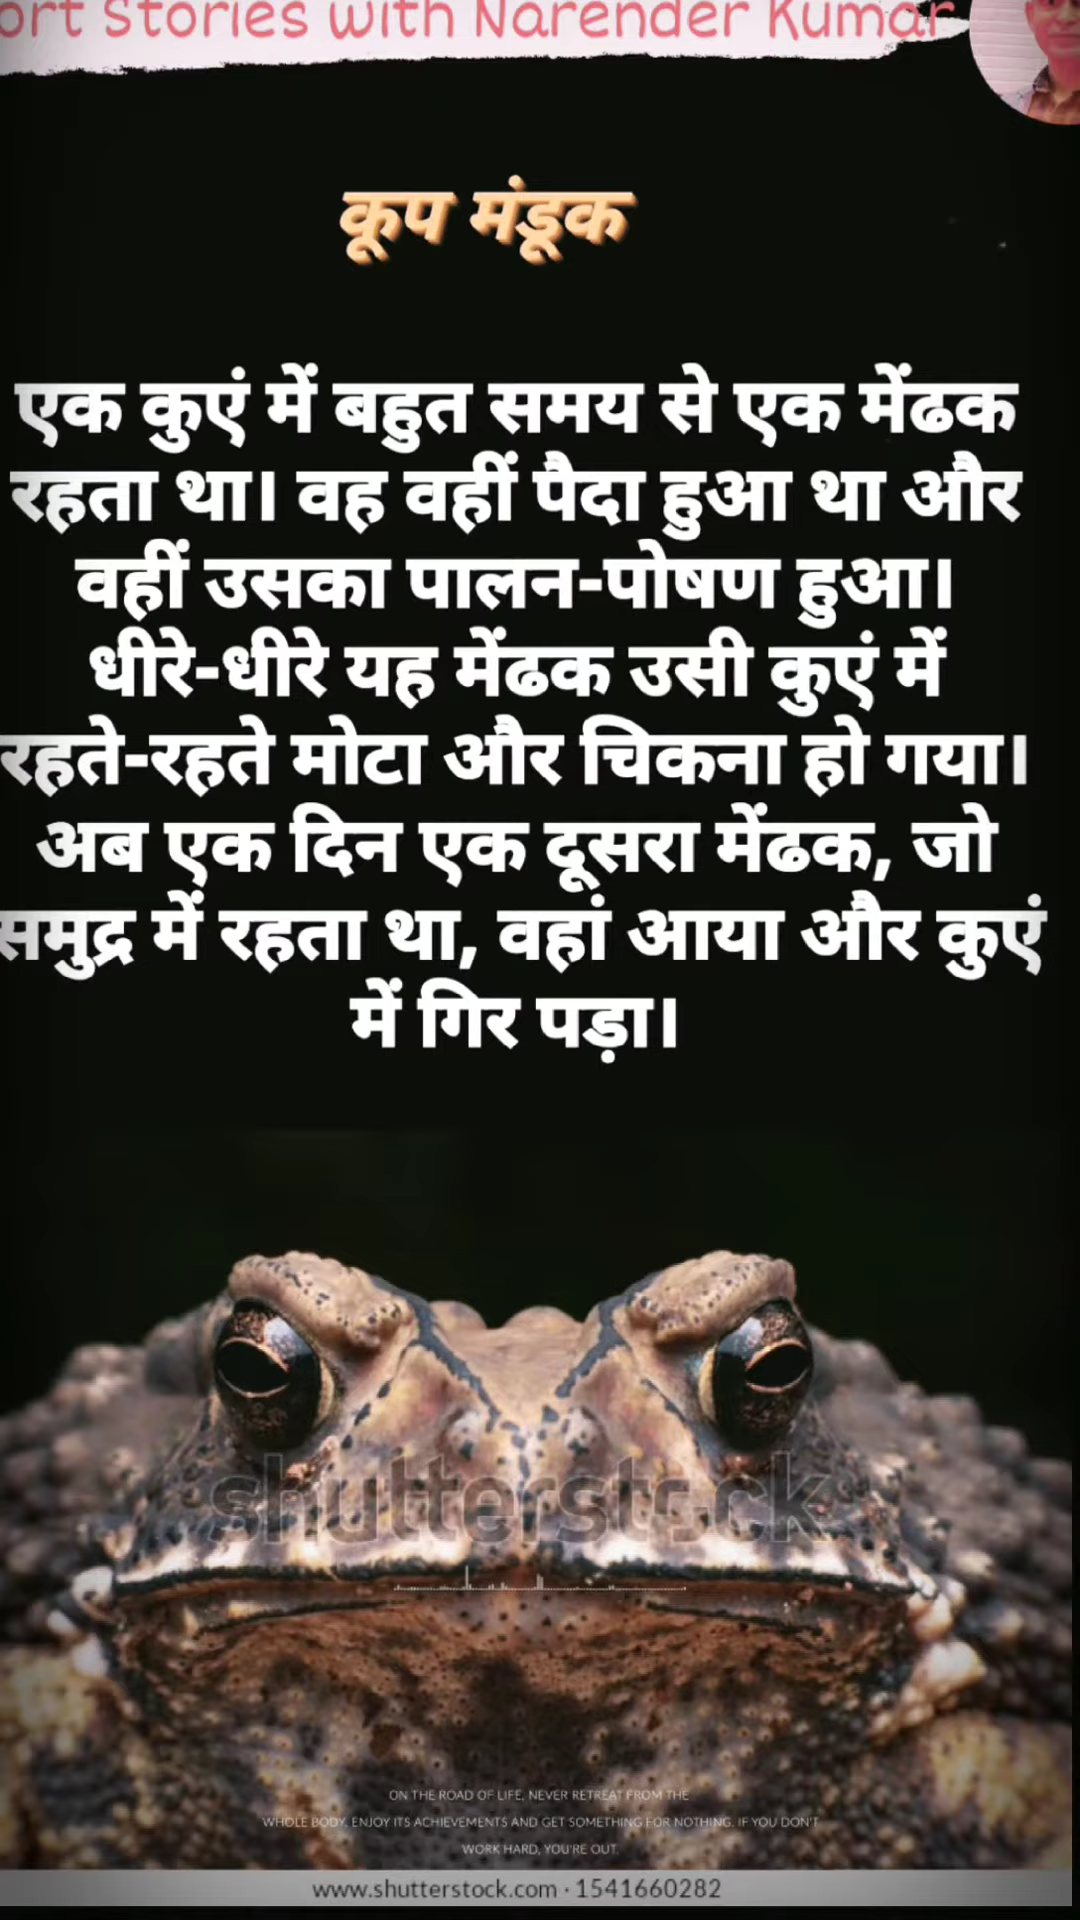 ort Stories with Narender Kumar
कूप मंडूक
एक कुएं में बहुत समय से एक मेंढक
रहता था। वह वहीं पैदा हुआ था और
वहीं उसका पालन-पोषण हुआ।
धीरे-धीरे यह मेंढक उसी कुएं में
रहते-रहते मोटा और चिकना हो गया।
अब एक दिन एक दूसरा मेंढक, जो
समुद्र में रहता था, वहां आया और कुएं
में गिर पड़ा।
shutterstock
ON THE ROAD OF LIFE, NEVER RETREAT FROM THE
WHOLE BODY, ENJOY ITS ACHIEVEMENTS AND GET SOMETHING FOR NOTHING. IF YOU DON'T
WORK HARD, YOU'RE OUT.
www.shutterstock.com · 1541660282